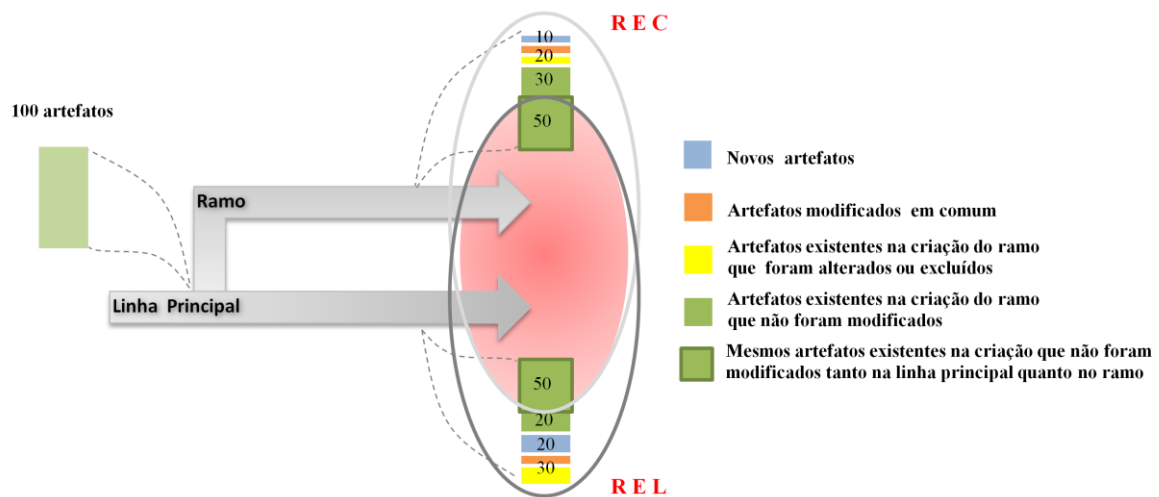 R E C
10
20
30
50
100 artefatos
Ramo
Linha Principal
50
20
20
30
R E L
Novos artefatos
Artefatos modificados em comum
Artefatos existentes na criação do ramo
que foram alterados ou excluídos
Artefatos existentes na criação do ramo
que não foram modificados
Mesmos artefatos existentes na criação que não foram
modificados tanto na linha principal quanto no ramo